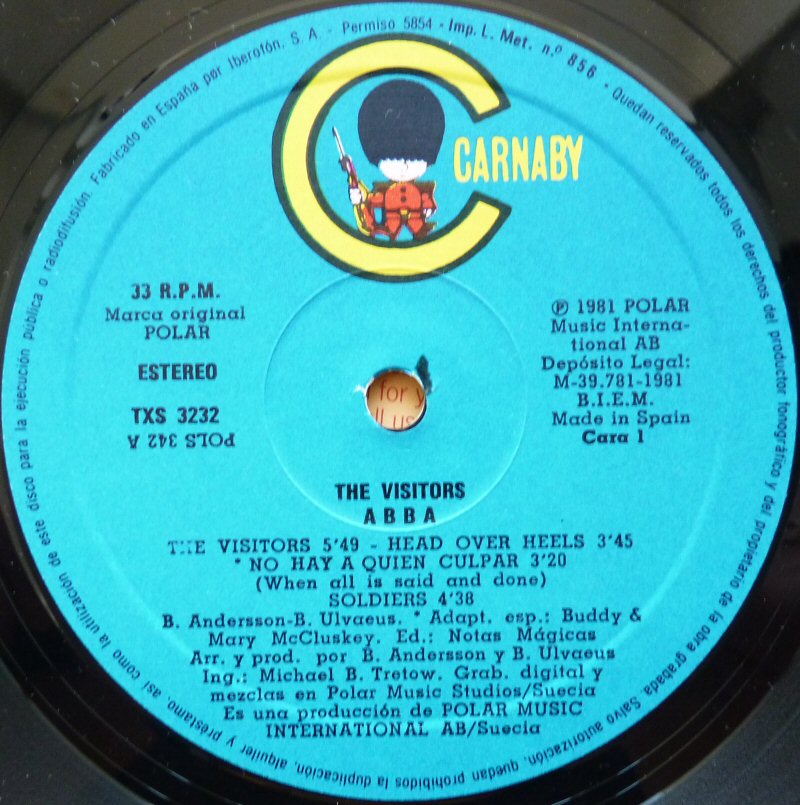 Fabricado en España por Iberofón, S. A. - Permiso 5854 - Imp. L. Met. n.º 856 - Quedan reservados todos los derechos del productor fonográfico y del propietario de la obra grabada. Salvo autorización, quedan prohibidos la duplicación, alquiler y préstamo, así como la utilización de este disco para la ejecución pública o radiodifusión.
CARNABY
33 R.P.M.
Marca original
POLAR
ESTEREO
TXS 3232
POLS 342 A
℗ 1981 POLAR
Music Interna-
tional AB
Depósito Legal:
M-39.781-1981
B.I.E.M.
Made in Spain
Cara 1
for
ll us
THE VISITORS
ABBA
THE VISITORS 5'49 - HEAD OVER HEELS 3'45
* NO HAY A QUIEN CULPAR 3'20
(When all is said and done)
SOLDIERS 4'38
B. Andersson-B. Ulvaeus. * Adapt. esp.: Buddy &
Mary McCluskey. Ed.: Notas Mágicas
Arr. y prod. por B. Andersson y B. Ulvaeus
Ing.: Michael B. Tretow. Grab. digital y
mezclas en Polar Music Studios/Suecia
Es una producción de POLAR MUSIC
INTERNATIONAL AB/Suecia